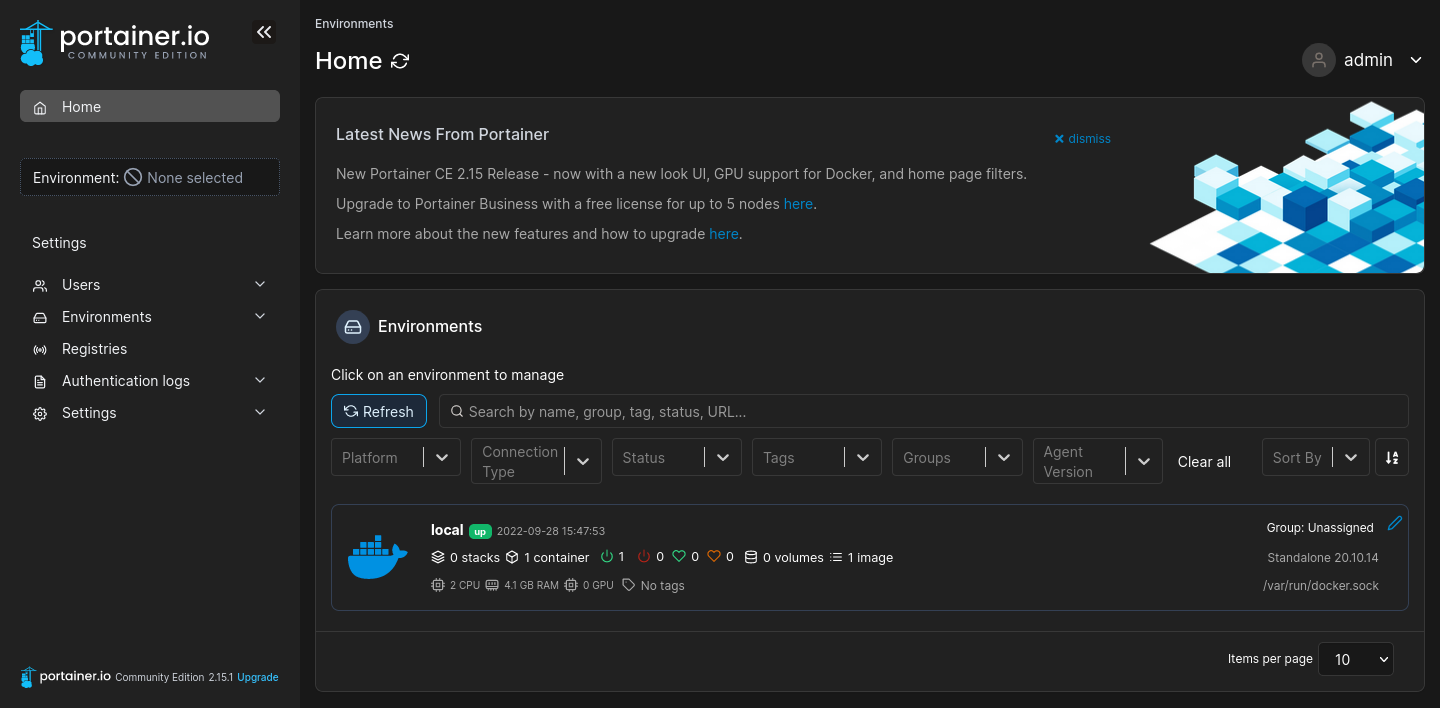 portainer.io
COMMUNITY EDITION
Home
Environment: None selected
Settings
Users
Environments
Registries
Authentication logs
Settings
portainer.io Community Edition 2.15.1 Upgrade
Environments
Home
admin
Latest News From Portainer
dismiss
New Portainer CE 2.15 Release - now with a new look UI, GPU support for Docker, and home page filters.
Upgrade to Portainer Business with a free license for up to 5 nodes here.
Learn more about the new features and how to upgrade here.
Environments
Click on an environment to manage
Refresh
Search by name, group, tag, status, URL...
Platform
Connection
Type
Status
Tags
Groups
Agent
Version
Clear all
Sort By
local up 2022-09-28 15:47:53
Group: Unassigned
0 stacks 1 container 1 0 0 0 0 volumes 1 image
Standalone 20.10.14
2 CPU 4.1 GB RAM 0 GPU No tags
/var/run/docker.sock
Items per page 10